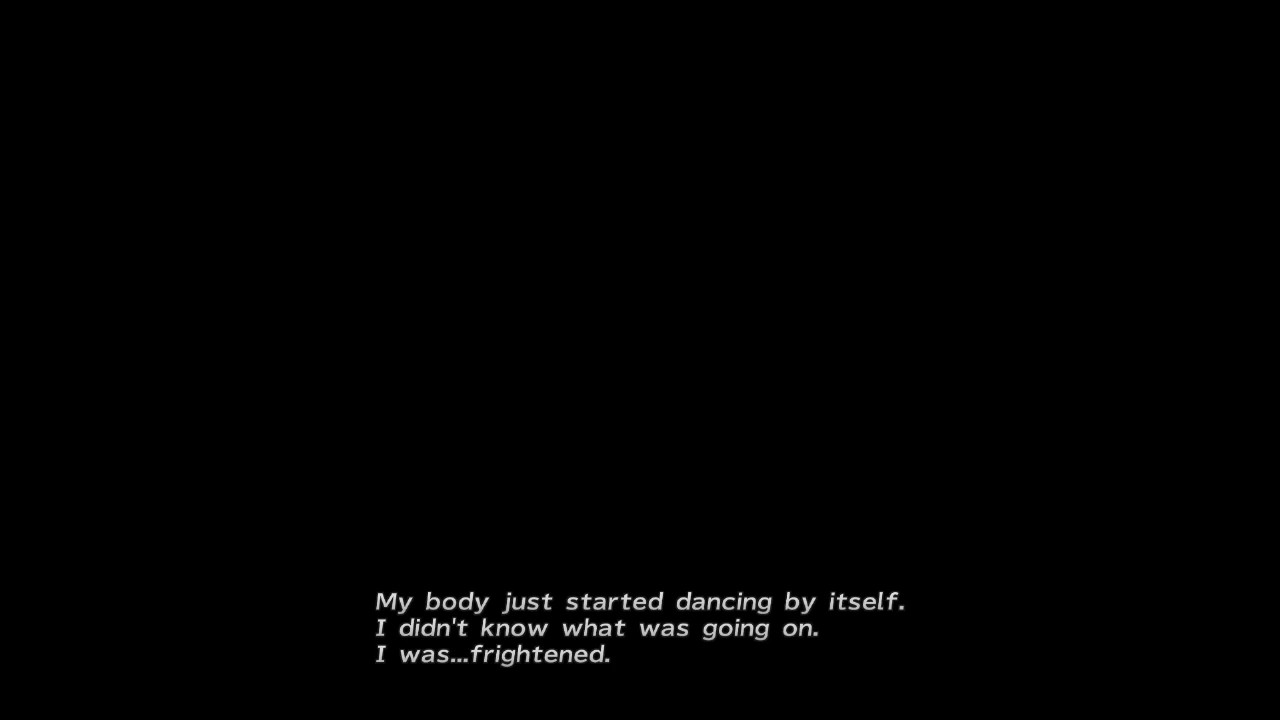 My body just started dancing by itself.
I didn't know what was going on.
I was...frightened.